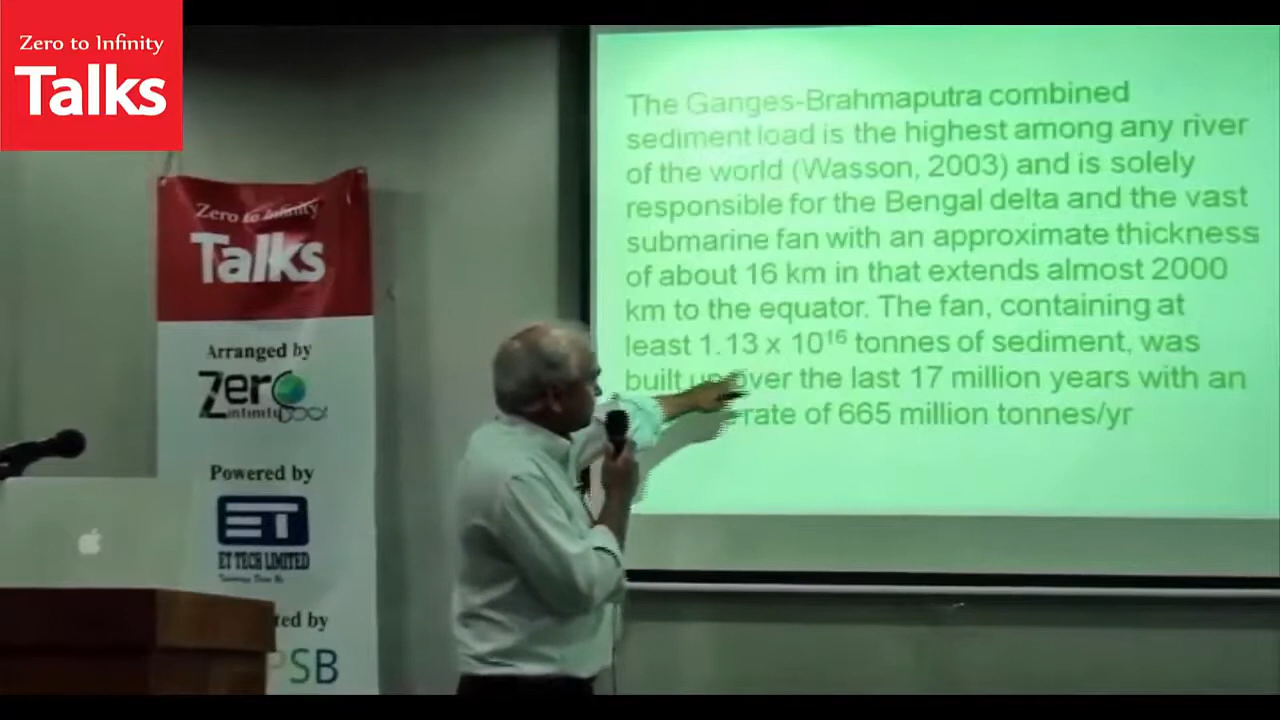 Zero to Infinity
Talks
The Ganges-Brahmaputra combined
sediment load is the highest among any river
of the world (Wasson, 2003) and is solely
responsible for the Bengal delta and the vast
submarine fan with an approximate thickness
of about 16 km in that extends almost 2000
km to the equator. The fan, containing at
least 1.13 x 10¹⁶ tonnes of sediment, was
built up over the last 17 million years with an
rate of 665 million tonnes/yr
Zero to Infinity
Talks
Arranged by
Zero
infinity
Powered by
ET
ET TECH LIMITED
ted by
PSB